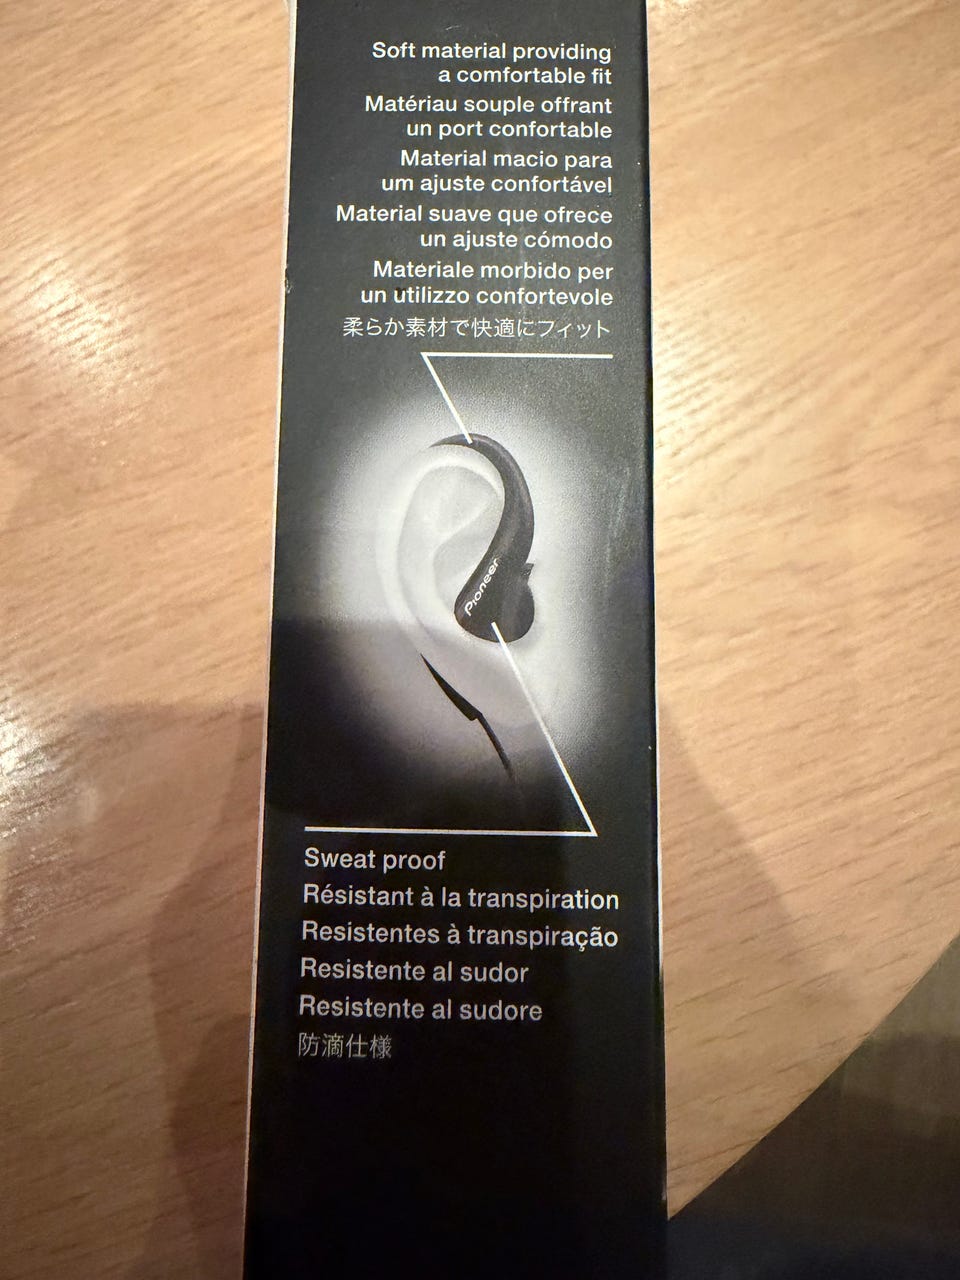 Soft material providing
a comfortable fit
Matériau souple offrant
un port confortable
Material macio para
um ajuste confortável
Material suave que ofrece
un ajuste cómodo
Materiale morbido per
un utilizzo confortevole
柔らか素材で快適にフィット
Pioneer
Sweat proof
Résistant à la transpiration
Resistentes à transpiração
Resistente al sudor
Resistente al sudore
防滴仕様